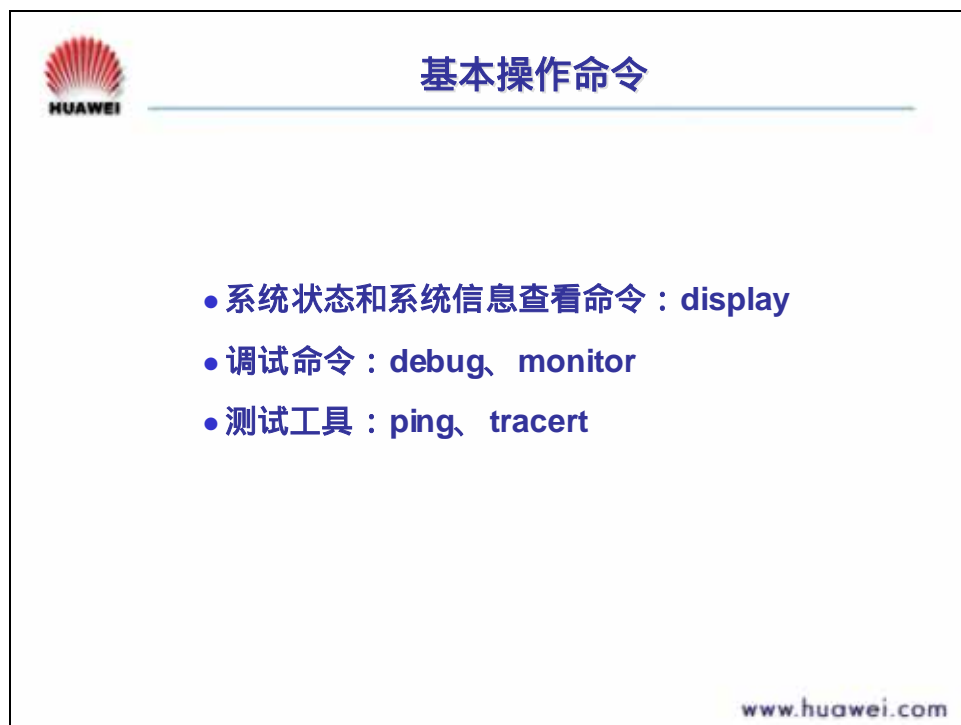 HUAWEI
基本操作命令
●系统状态和系统信息查看命令：display
●调试命令：debug、monitor
●测试工具：ping、tracert
www.huawei.com